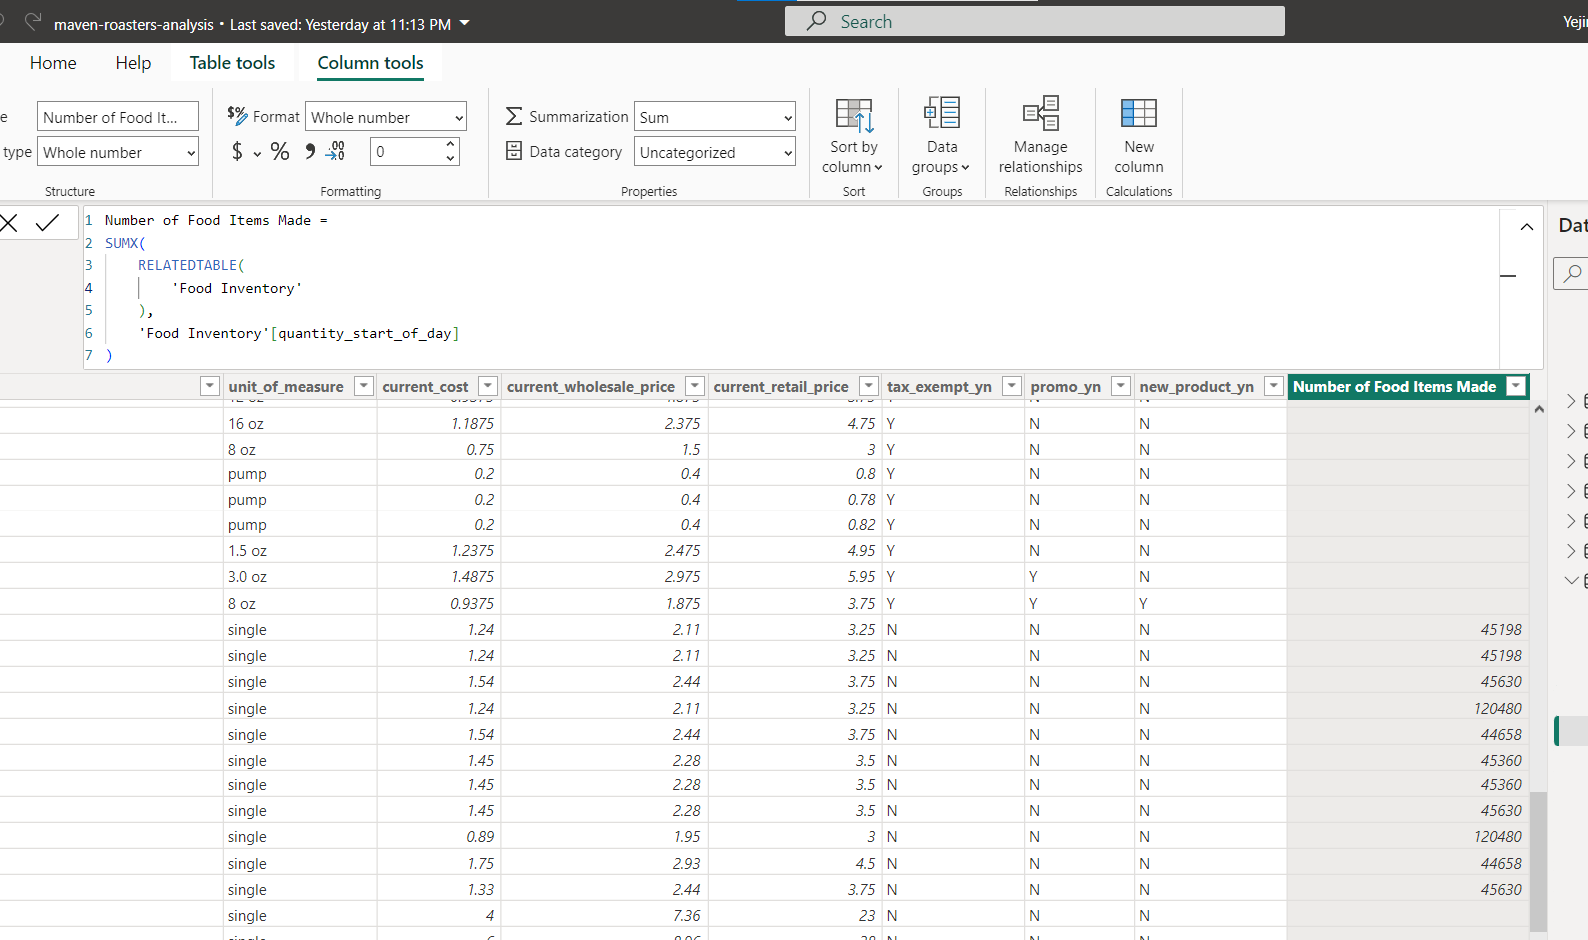 maven-roasters-analysis • Last saved: Yesterday at 11:13 PM
Search
Home Help Table tools Column tools
Number of Food It...
$% Format Whole number
Summarization Sum
type Whole number
$ % 9 .00 0
Data category Uncategorized
Sort by column
Data groups
Manage relationships
New column
Structure Formatting Properties Sort Groups Relationships Calculations
1 Number of Food Items Made =
2 SUMX(
3 RELATEDTABLE(
4 'Food Inventory'
5 ),
6 'Food Inventory'[quantity_start_of_day]
7 )
unit_of_measure current_cost current_wholesale_price current_retail_price tax_exempt_yn promo_yn new_product_yn Number of Food Items Made
16 oz 1.1875 2.375 4.75 Y N N
8 oz 0.75 1.5 3 Y N N
pump 0.2 0.4 0.8 Y N N
pump 0.2 0.4 0.78 Y N N
pump 0.2 0.4 0.82 Y N N
1.5 oz 1.2375 2.475 4.95 Y N N
3.0 oz 1.4875 2.975 5.95 Y Y N
8 oz 0.9375 1.875 3.75 Y Y Y
single 1.24 2.11 3.25 N N N 45198
single 1.24 2.11 3.25 N N N 45198
single 1.54 2.44 3.75 N N N 45630
single 1.24 2.11 3.25 N N N 120480
single 1.54 2.44 3.75 N N N 44658
single 1.45 2.28 3.5 N N N 45360
single 1.45 2.28 3.5 N N N 45360
single 1.45 2.28 3.5 N N N 45630
single 0.89 1.95 3 N N N 120480
single 1.75 2.93 4.5 N N N 44658
single 1.33 2.44 3.75 N N N 45630
single 4 7.36 23 N N N